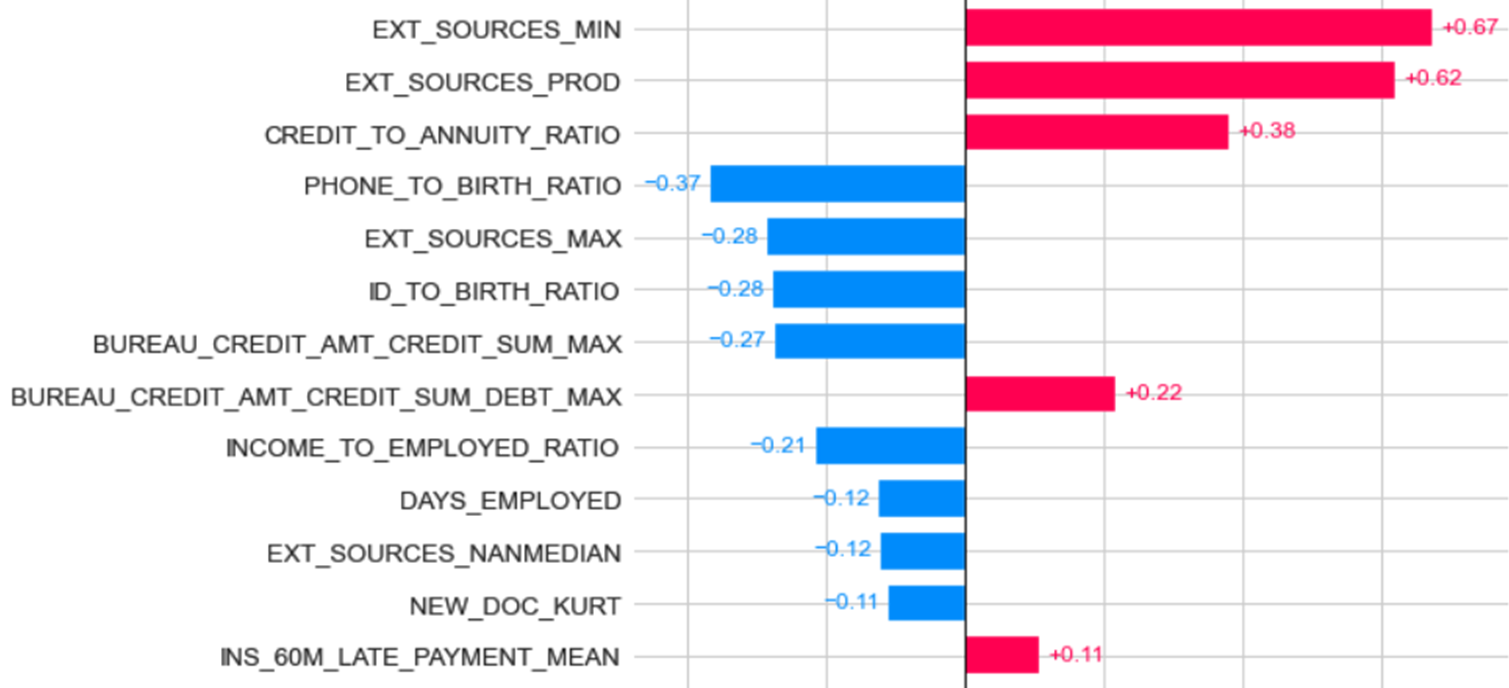 EXT_SOURCES_MIN +0.67
EXT_SOURCES_PROD +0.62
CREDIT_TO_ANNUITY_RATIO +0.38
PHONE_TO_BIRTH_RATIO −0.37
EXT_SOURCES_MAX −0.28
ID_TO_BIRTH_RATIO −0.28
BUREAU_CREDIT_AMT_CREDIT_SUM_MAX −0.27
BUREAU_CREDIT_AMT_CREDIT_SUM_DEBT_MAX +0.22
INCOME_TO_EMPLOYED_RATIO −0.21
DAYS_EMPLOYED −0.12
EXT_SOURCES_NANMEDIAN −0.12
NEW_DOC_KURT −0.11
INS_60M_LATE_PAYMENT_MEAN +0.11